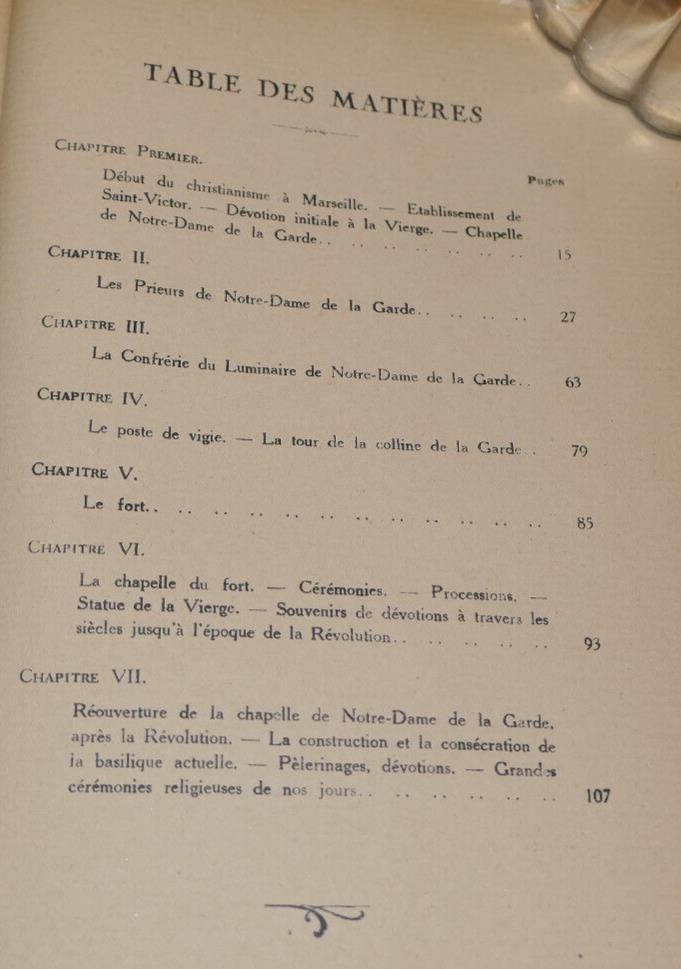 TABLE DES MATIÈRES
CHAPITRE PREMIER.
Pages
Début du christianisme à Marseille. — Etablissement de
Saint-Victor. — Dévotion initiale à la Vierge. — Chapelle
de Notre-Dame de la Garde.. .. .. .. .. .. .. 15
CHAPITRE II.
Les Prieurs de Notre-Dame de la Garde.. .. .. .. 27
CHAPITRE III.
La Confrérie du Luminaire de Notre-Dame de la Garde.. 63
CHAPITRE IV.
Le poste de vigie. — La tour de la colline de la Garde.. 79
CHAPITRE V.
Le fort.. .. .. .. .. .. .. .. .. .. .. .. 85
CHAPITRE VI.
La chapelle du fort. — Cérémonies. — Processions. —
Statue de la Vierge. — Souvenirs de dévotions à travers les
siècles jusqu'à l'époque de la Révolution.. .. .. .. .. 93
CHAPITRE VII.
Réouverture de la chapelle de Notre-Dame de la Garde,
après la Révolution. — La construction et la consécration de
la basilique actuelle. — Pèlerinages, dévotions. — Grandes
cérémonies religieuses de nos jours.. .. .. .. .. .. 107